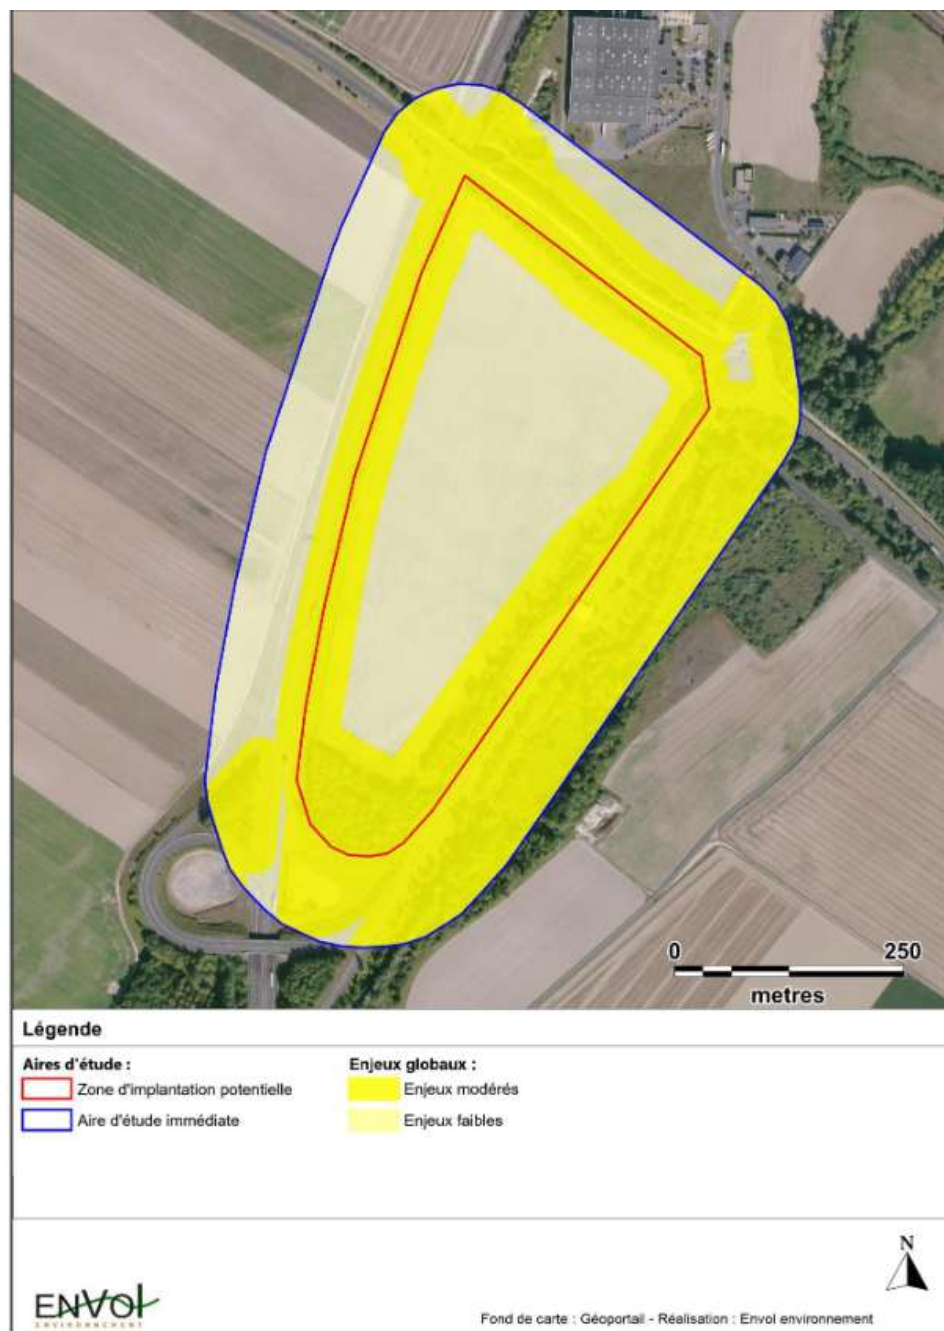 0 250
metres
Légende
Aires d'étude :
Zone d'implantation potentielle
Aire d'étude immédiate
Enjeux globaux :
Enjeux modérés
Enjeux faibles
N
ENVOl
ENVIRONNEMENT
Fond de carte : Géoportail - Réalisation : Envol environnement